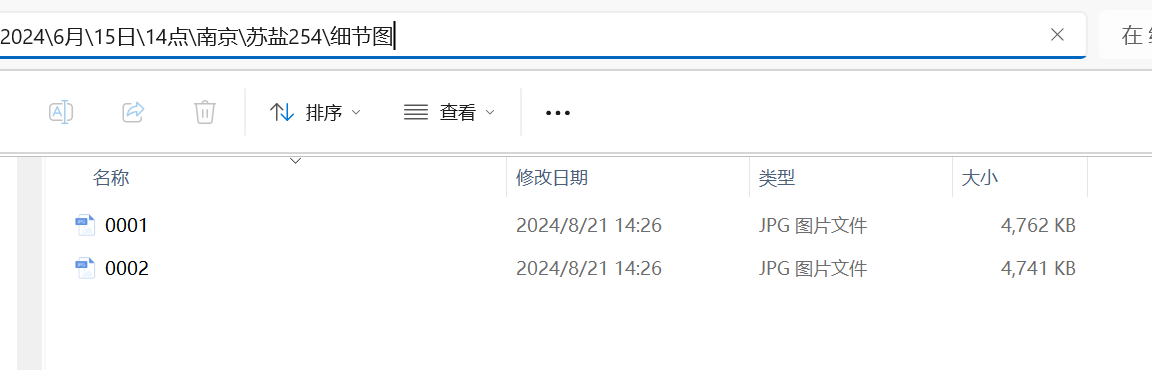 2024\6月\15日\14点\南京\苏盐254\细节图
在
排序
查看
名称 修改日期 类型 大小
0001 2024/8/21 14:26 JPG 图片文件 4,762 KB
0002 2024/8/21 14:26 JPG 图片文件 4,741 KB